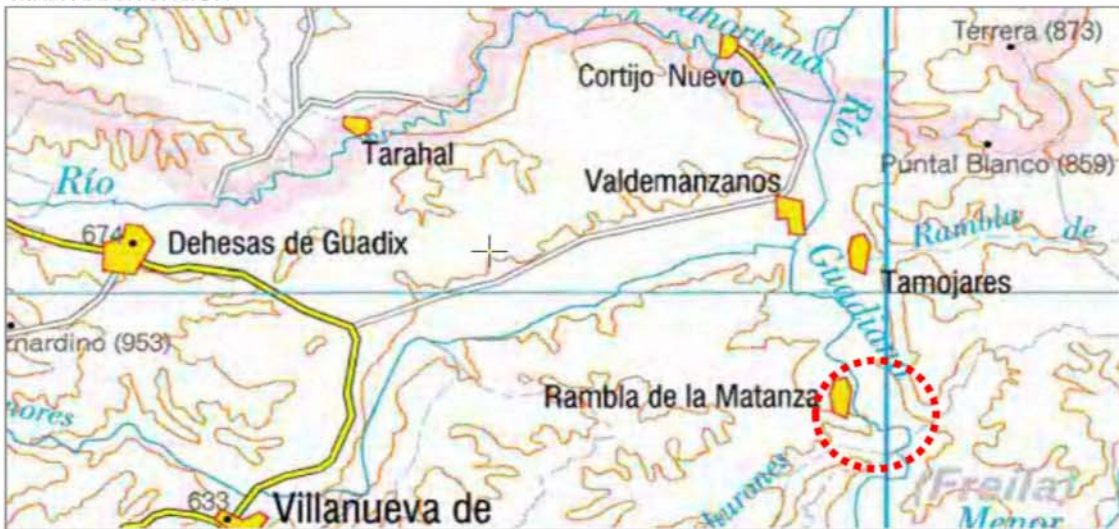 Terrera (873)
Cortijo Nuevo
Río
Tarahal
Puntal Blanco (859)
Río
Valdemanzanos
Rambla de
674
Dehesas de Guadix
Tamojares
rnardino (953)
Rambla de la Matanza
(Freila)
633
Villanueva de
Menor